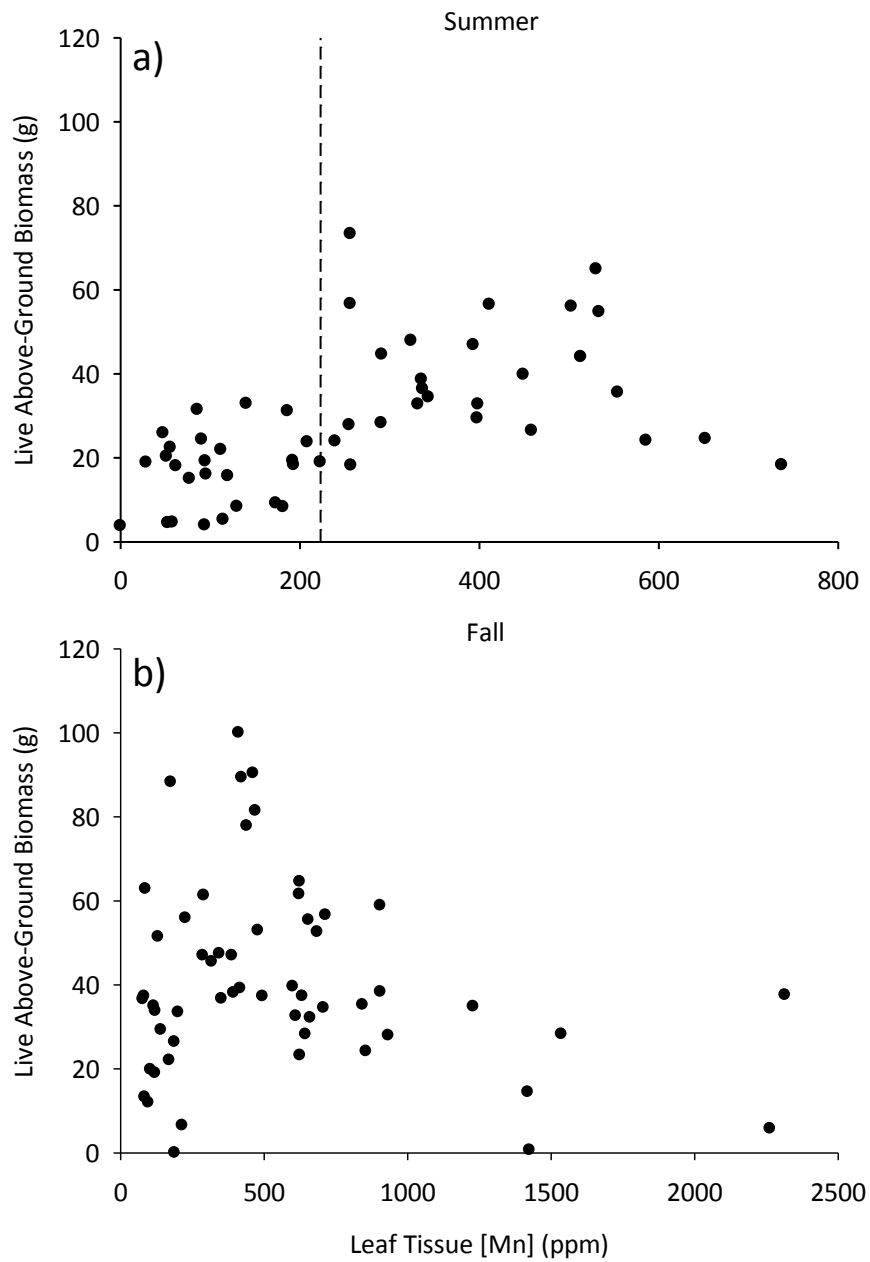 Summer
a)
Live Above-Ground Biomass (g)
120
100
80
60
40
20
0
0 200 400 600 800
Fall
b)
Live Above-Ground Biomass (g)
120
100
80
60
40
20
0
0 500 1000 1500 2000 2500
Leaf Tissue [Mn] (ppm)